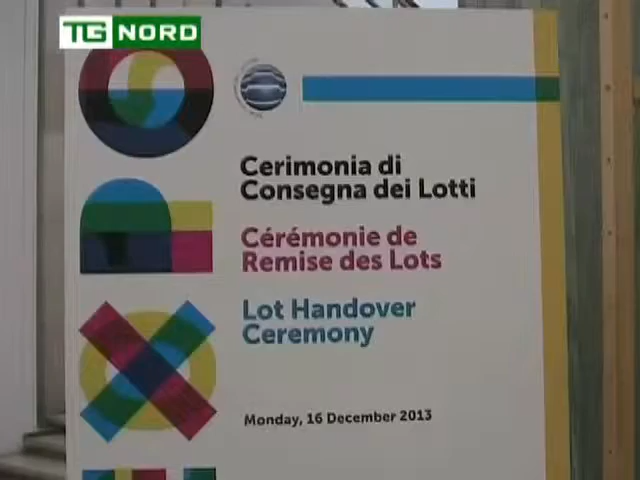 TG NORD
Cerimonia di
Consegna dei Lotti
Cérémonie de
Remise des Lots
Lot Handover
Ceremony
Monday, 16 December 2013